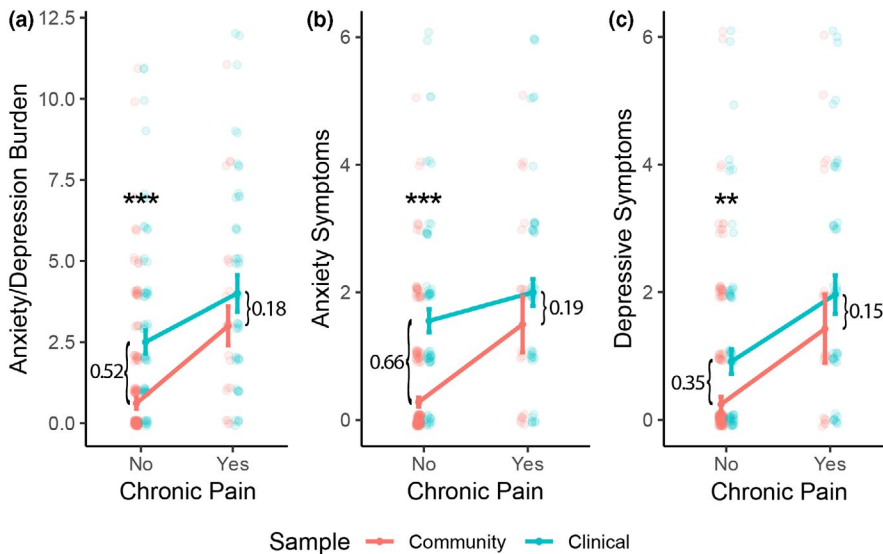 (a)
Anxiety/Depression Burden
12.5
10.0
7.5
5.0
2.5
0.0
***
0.52
0.18
No Yes
Chronic Pain
(b)
Anxiety Symptoms
6
4
2
0
***
0.66
0.19
No Yes
Chronic Pain
(c)
Depressive Symptoms
6
4
2
0
**
0.35
0.15
No Yes
Chronic Pain
Sample Community Clinical